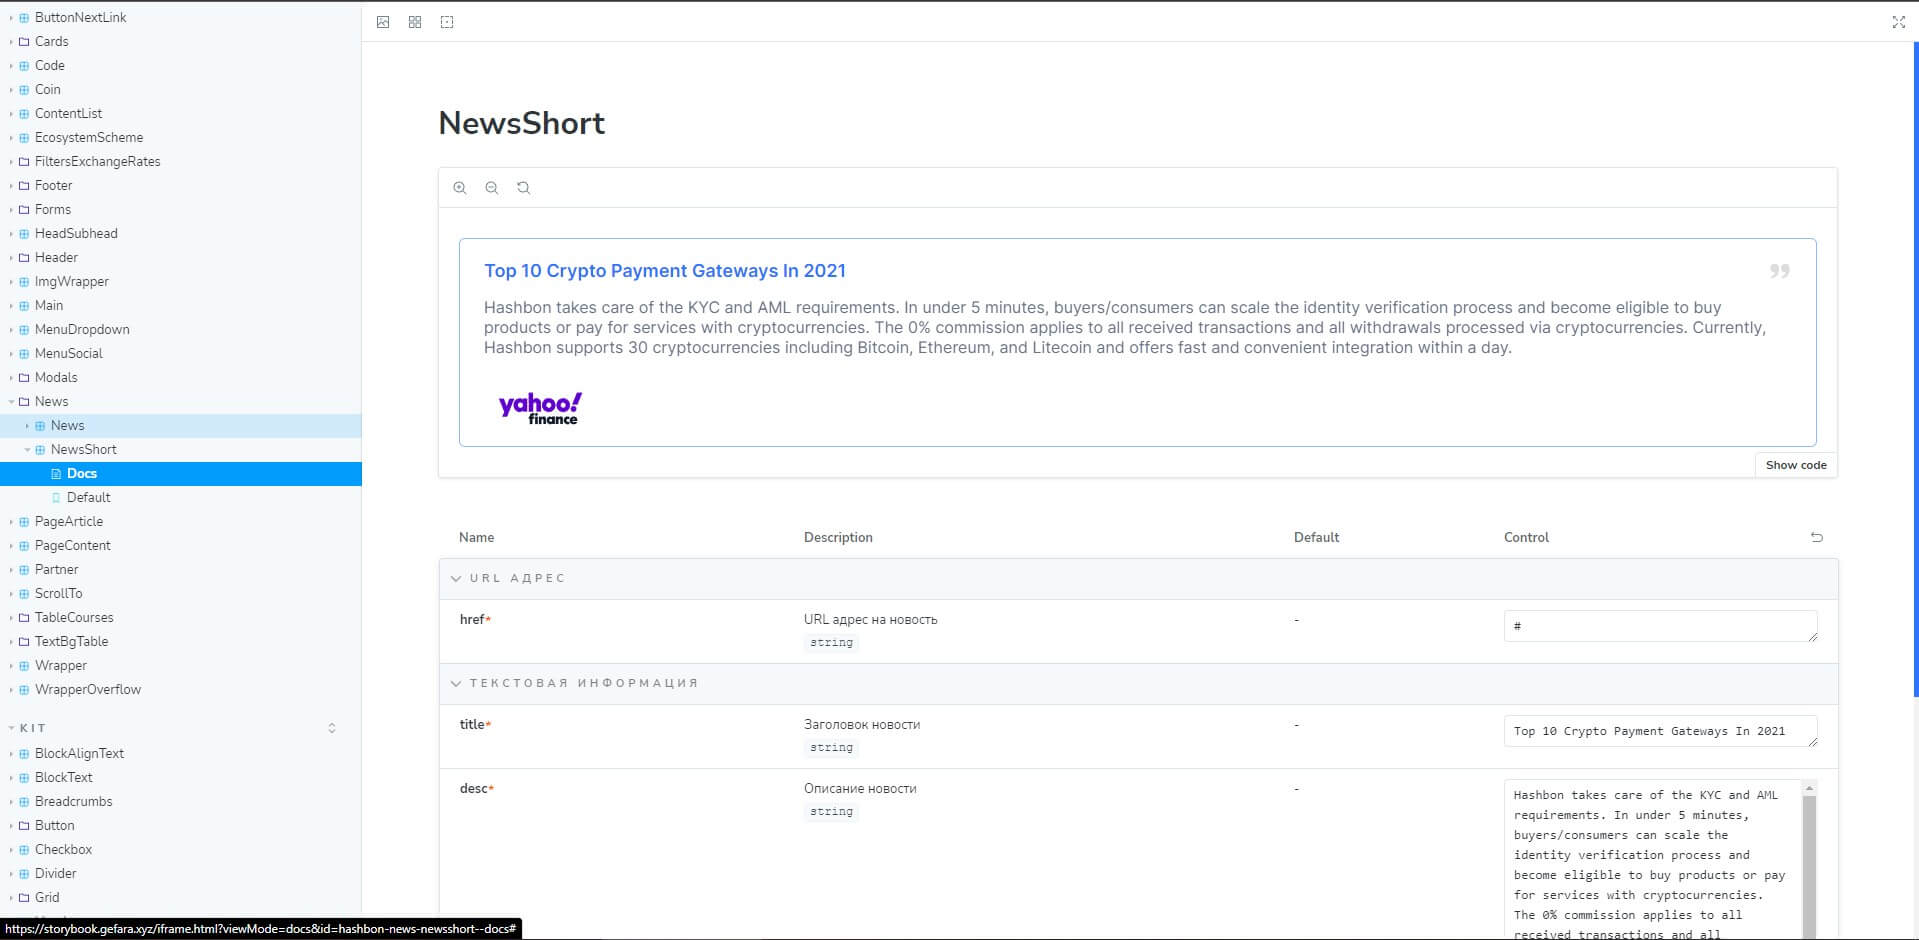 ButtonNextLink
Cards
Code
Coin
ContentList
EcosystemScheme
FiltersExchangeRates
Footer
Forms
HeadSubhead
Header
ImgWrapper
Main
MenuDropdown
MenuSocial
Modals
News
News
NewsShort
Docs
Default
PageArticle
PageContent
Partner
ScrollTo
TableCourses
TextBgTable
Wrapper
WrapperOverflow
KIT
BlockAlignText
BlockText
Breadcrumbs
Button
Checkbox
Divider
Grid
https://storybook.gefara.xyz/iframe.html?viewMode=docs&id=hashbon-news-newsshort--docs#
NewsShort
Top 10 Crypto Payment Gateways In 2021
Hashbon takes care of the KYC and AML requirements. In under 5 minutes, buyers/consumers can scale the identity verification process and become eligible to buy
products or pay for services with cryptocurrencies. The 0% commission applies to all received transactions and all withdrawals processed via cryptocurrencies. Currently,
Hashbon supports 30 cryptocurrencies including Bitcoin, Ethereum, and Litecoin and offers fast and convenient integration within a day.
yahoo!
finance
Show code
Name Description Default Control
URL АДРЕС
href* URL адрес на новость - #
string
ТЕКСТОВАЯ ИНФОРМАЦИЯ
title* Заголовок новости - Top 10 Crypto Payment Gateways In 2021
string
desc* Описание новости -
string
Hashbon takes care of the KYC and AML
requirements. In under 5 minutes,
buyers/consumers can scale the
identity verification process and
become eligible to buy products or pay
for services with cryptocurrencies.
The 0% commission applies to all
received transactions and all